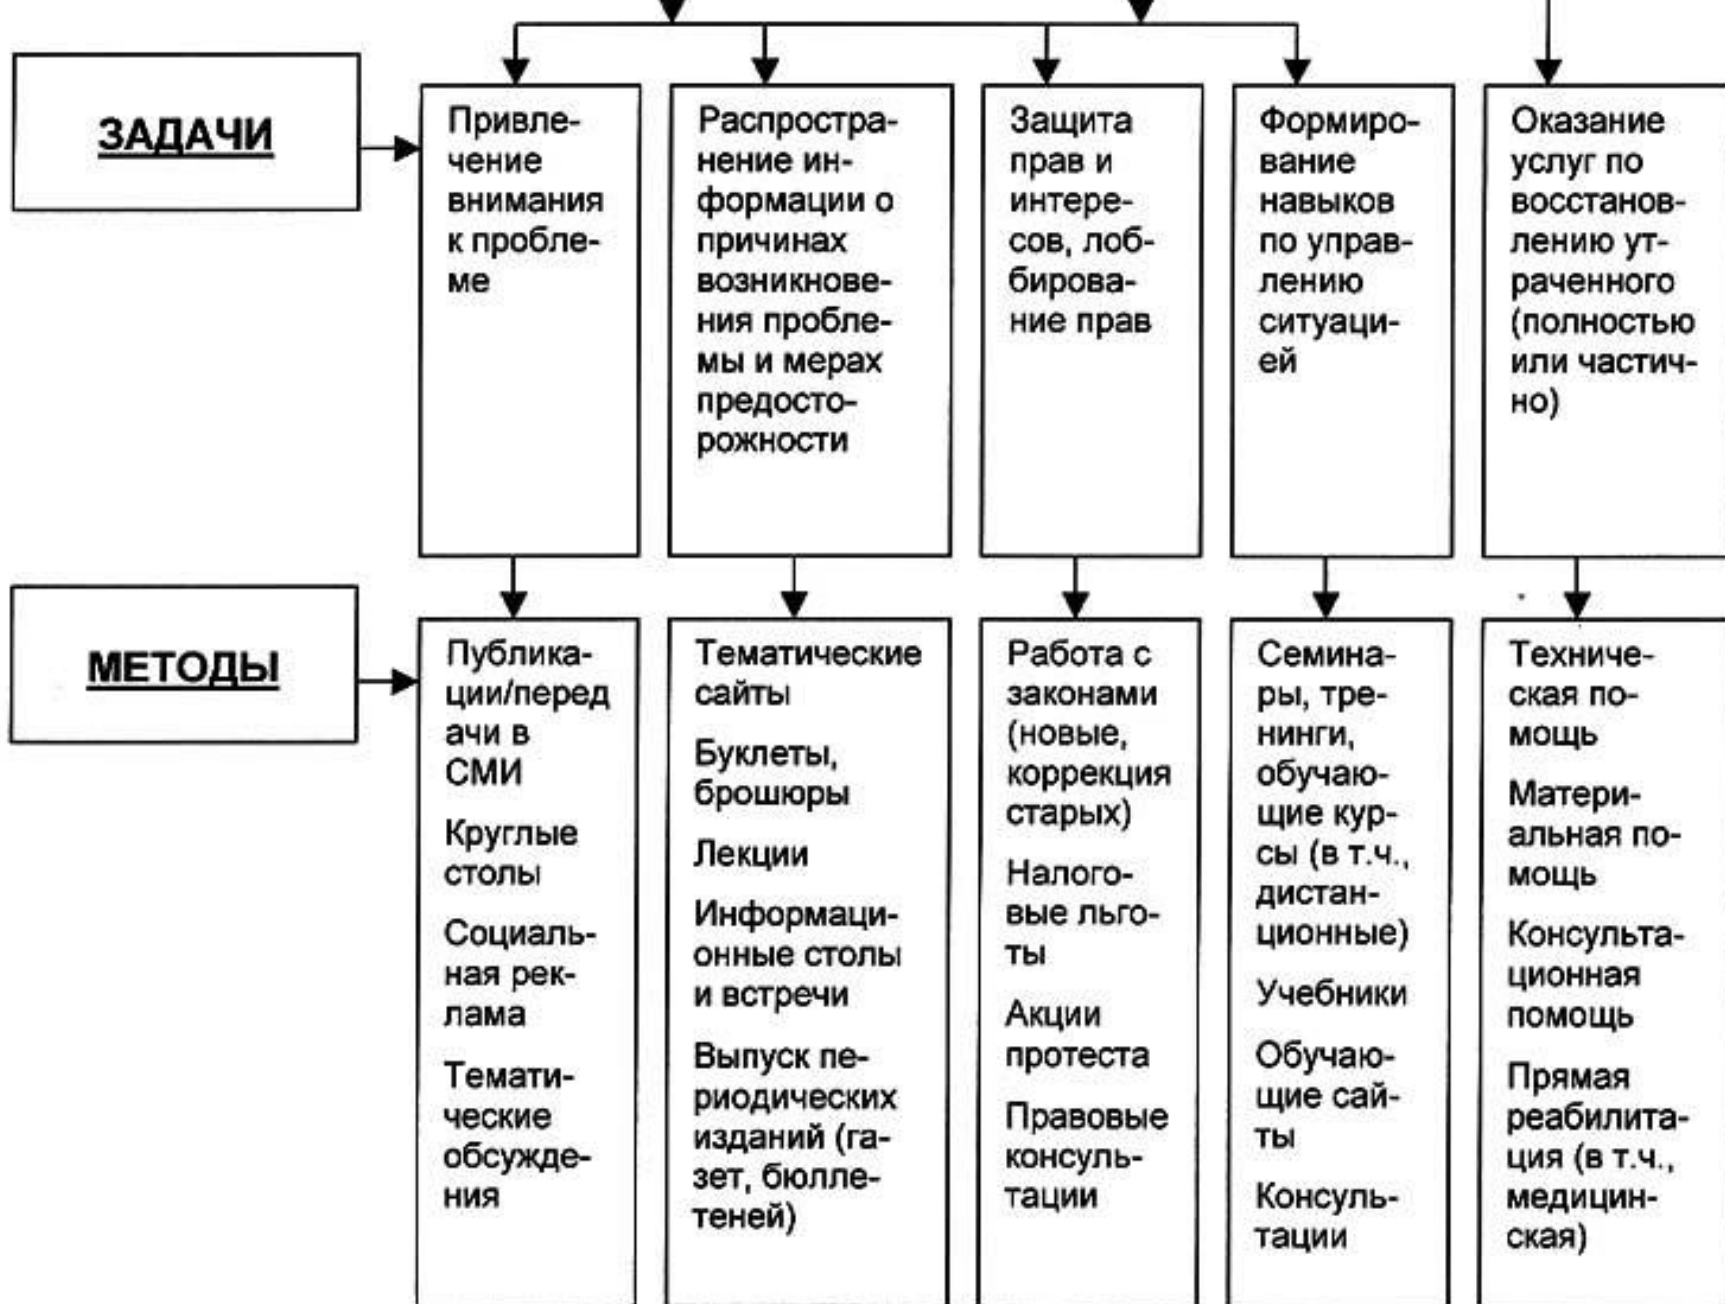 ЗАДАЧИ
Привле-
чение
внимания
к пробле-
ме
Распростра-
нение ин-
формации о
причинах
возникнове-
ния пробле-
мы и мерах
предосто-
рожности
Защита
прав и
интере-
сов, лоб-
бирова-
ние прав
Формиро-
вание
навыков
по управ-
лению
ситуаци-
ей
Оказание
услуг по
восстанов-
лению ут-
раченного
(полностью
или частич-
но)
МЕТОДЫ
Публика-
ции/перед
ачи в
СМИ
Круглые
столы
Социаль-
ная рек-
лама
Темати-
ческие
обсужде-
ния
Тематические
сайты
Буклеты,
брошюры
Лекции
Информаци-
онные столы
и встречи
Выпуск пе-
риодических
изданий (га-
зет, бюлле-
теней)
Работа с
законами
(новые,
коррекция
старых)
Налого-
вые льго-
ты
Акции
протеста
Правовые
консуль-
тации
Семина-
ры, тре-
нинги,
обучаю-
щие кур-
сы (в т.ч.,
дистан-
ционные)
Учебники
Обучаю-
щие сай-
ты
Консуль-
тации
Техниче-
ская по-
мощь
Матери-
альная по-
мощь
Консульта-
ционная
помощь
Прямая
реабилита-
ция (в т.ч.,
медицин-
ская)